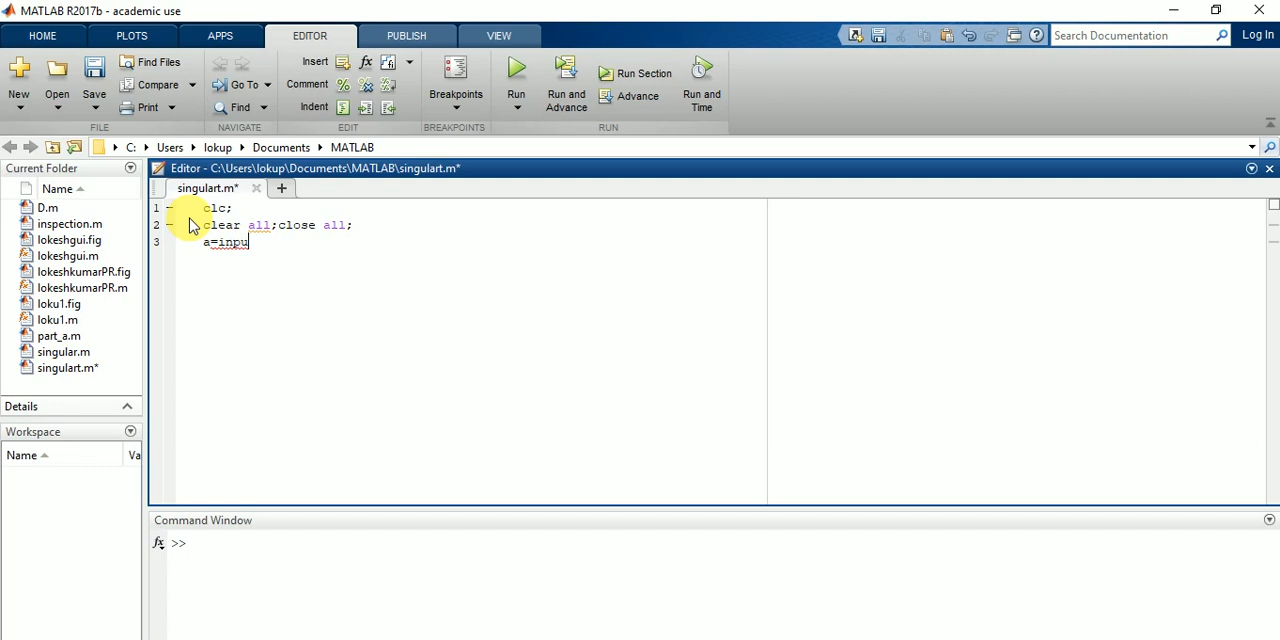 MATLAB R2017b - academic use
HOME PLOTS APPS EDITOR PUBLISH VIEW
Search Documentation Log In
New Open Save Find Files Compare Print
Go To Find
Insert fx Comment % Indent
Breakpoints
Run Run and Advance Run Section Advance Run and Time
FILE NAVIGATE EDIT BREAKPOINTS RUN
C: Users lokup Documents MATLAB
Current Folder
Name
D.m
inspection.m
lokeshgui.fig
lokeshgui.m
lokeshkumarPR.fig
lokeshkumarPR.m
loku1.fig
loku1.m
part_a.m
singular.m
singulart.m*
Details
Workspace
Name Va
Editor - C:\Users\lokup\Documents\MATLAB\singulart.m*
singulart.m* +
1 - clc;
2 - clear all;close all;
3 a=inpu
Command Window
fx >>